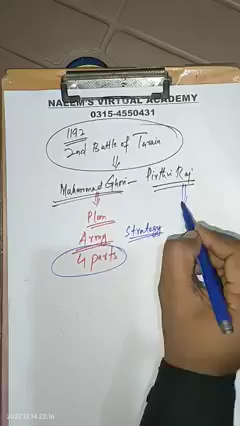 NAEEM'S VIRTUAL ACADEMY
0315-4550431
1192
2nd Battle of Tarain
Muhammad Ghori - Pirthvi Raj
Plan
Army Strategy
4 parts
2022.12.14 22:16